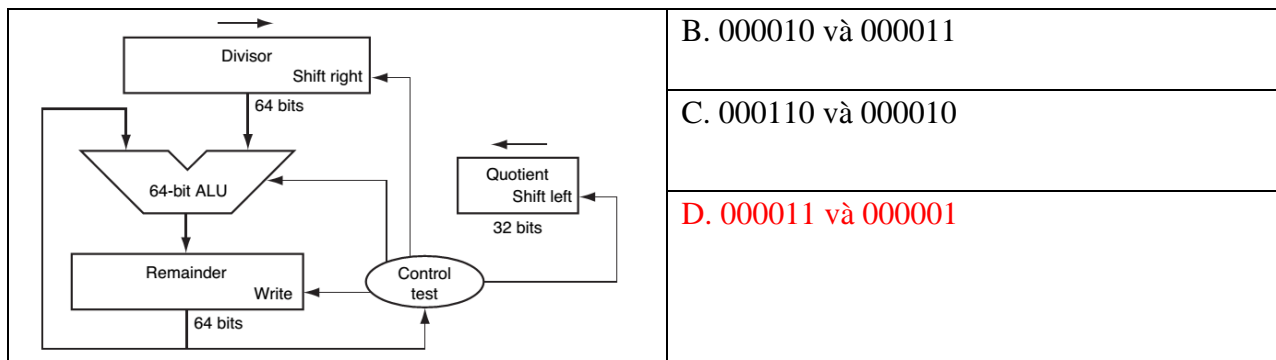 Divisor
Shift right
64 bits
64-bit ALU
Quotient
Shift left
32 bits
Remainder
Write
Control
test
64 bits
B. 000010 và 000011
C. 000110 và 000010
D. 000011 và 000001